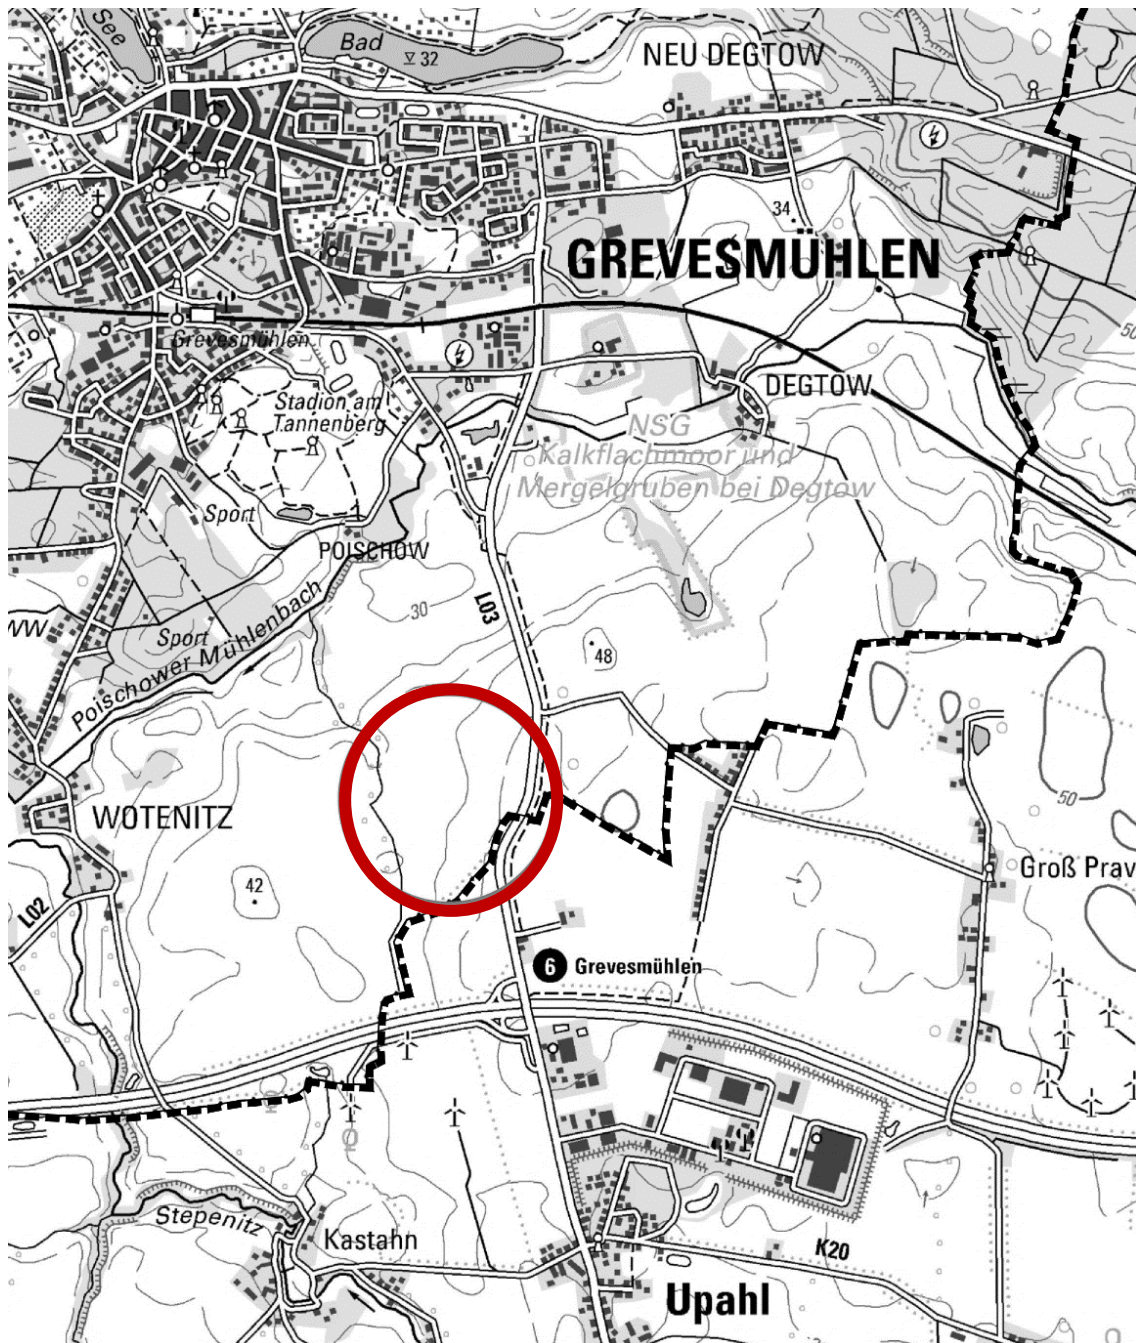 See
Bad
32
NEU DEGTOW
34
GREVESMÜHLEN
50
Grevesmühlen
DEGTOW
Stadion am
Tannenberg
NSG
Kalkflachmoor und
Mergelgruben bei Degtow
Sport
POISCHOW
30
L03
Sport
Poischower Mühlenbach
48
WOTENITZ
50
Groß Prav
42
L02
6 Grevesmühlen
Stepenitz
Kastahn
K20
Upahl